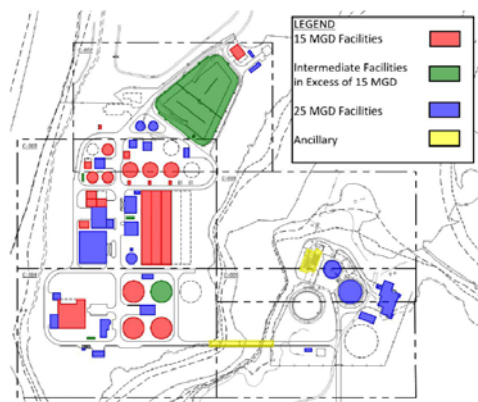 LEGEND
15 MGD Facilities
Intermediate Facilities
in Excess of 15 MGD
25 MGD Facilities
Ancillary